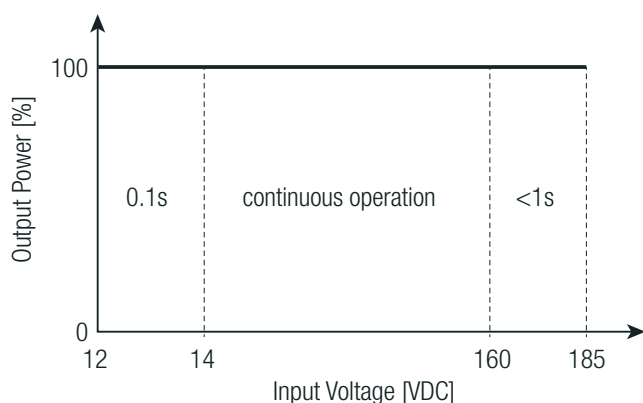 Output Power [%]
100
0.1s
continuous operation
<1s
0
12
14
160
185
Input Voltage [VDC]